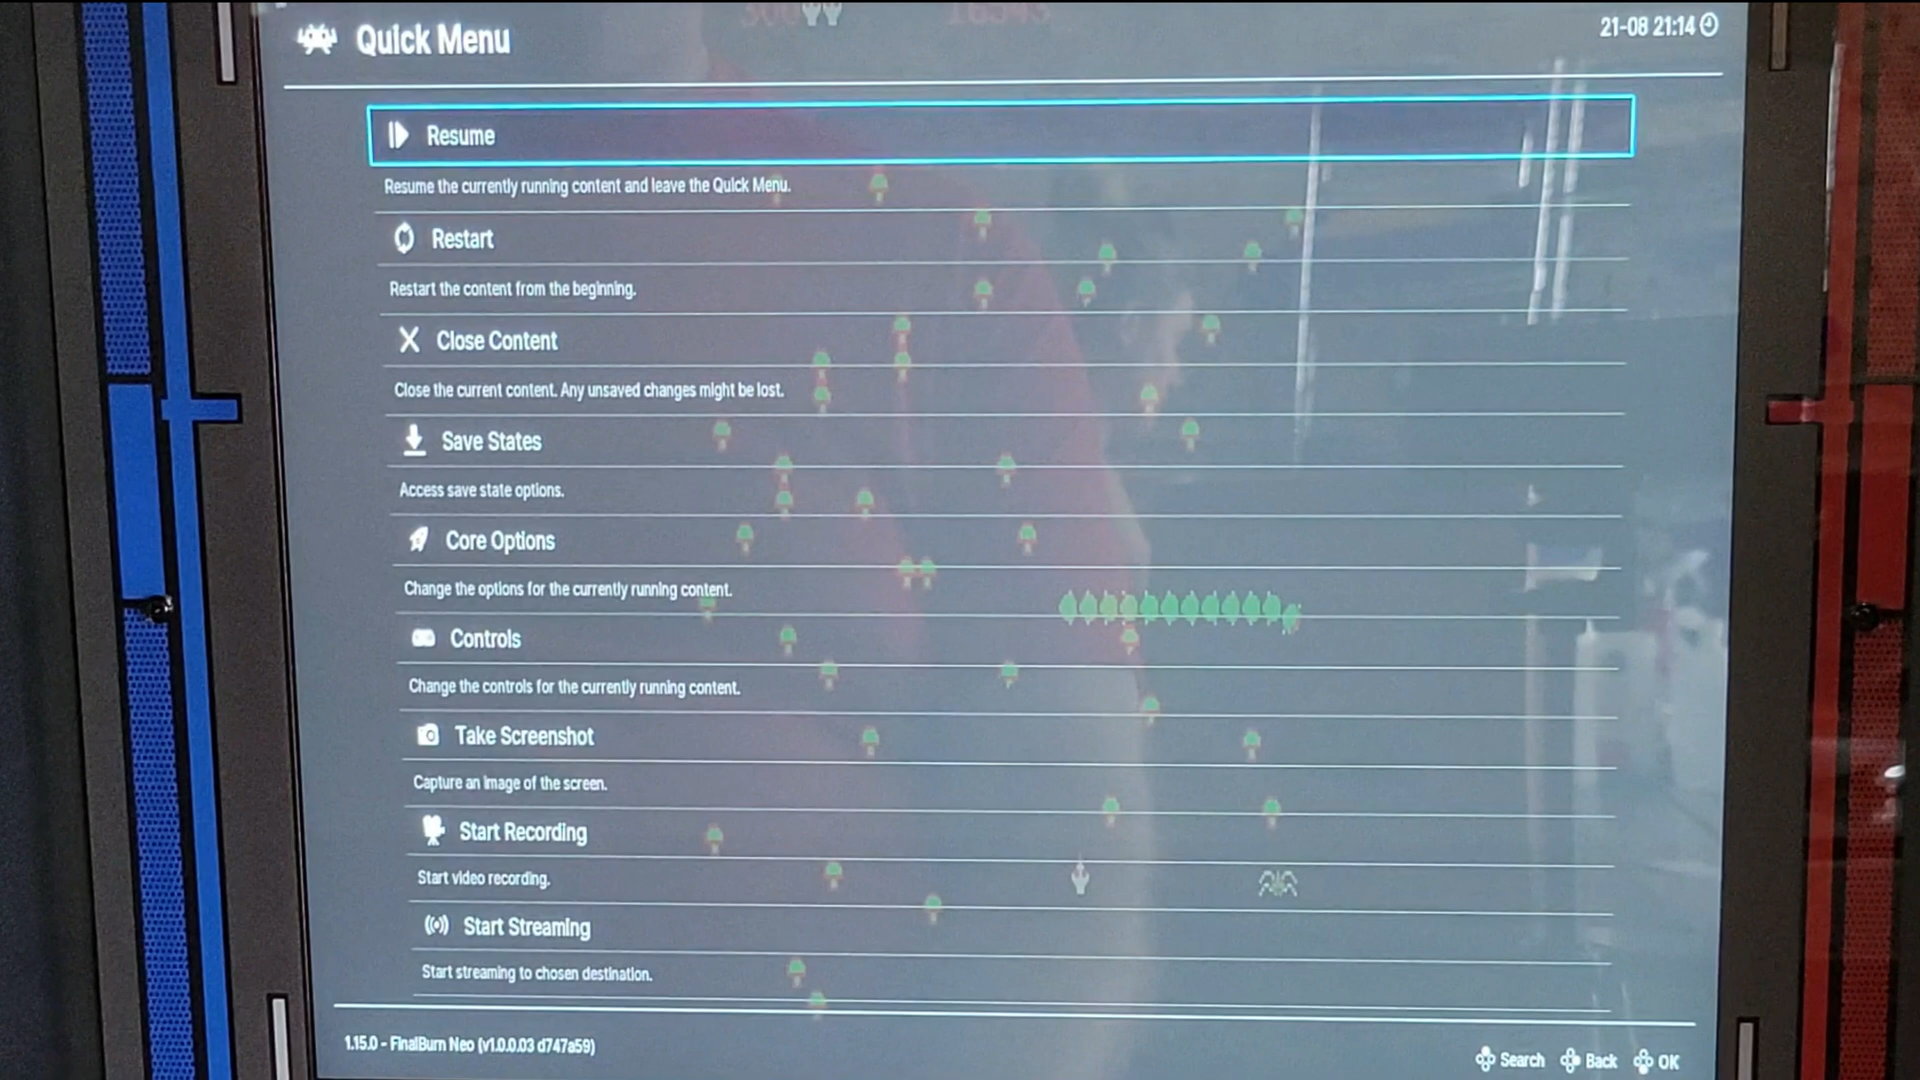 Quick Menu
21-08 21:14
Resume
Resume the currently running content and leave the Quick Menu.
Restart
Restart the content from the beginning.
Close Content
Close the current content. Any unsaved changes might be lost.
Save States
Access save state options.
Core Options
Change the options for the currently running content.
Controls
Change the controls for the currently running content.
Take Screenshot
Capture an image of the screen.
Start Recording
Start video recording.
Start Streaming
Start streaming to chosen destination.
1.15.0 - FinalBurn Neo (v1.0.0.03 d747a59)
Search Back OK